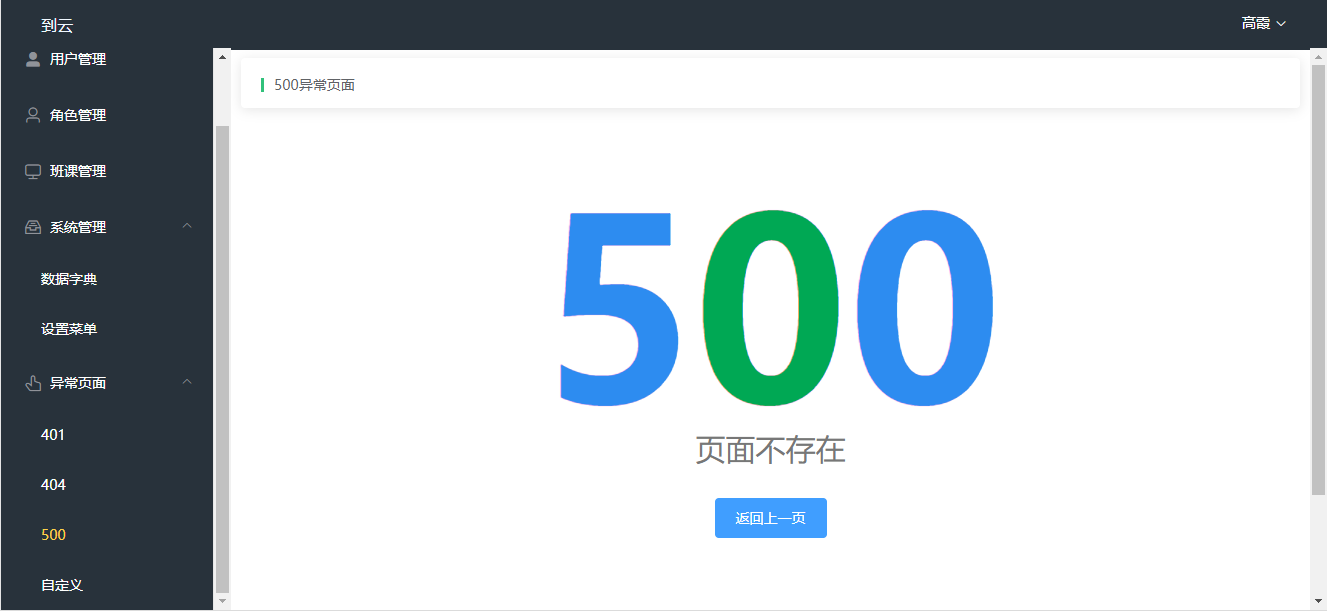 到云
高霞
用户管理
角色管理
班课管理
系统管理
数据字典
设置菜单
异常页面
401
404
500
自定义
500异常页面
500
页面不存在
返回上一页